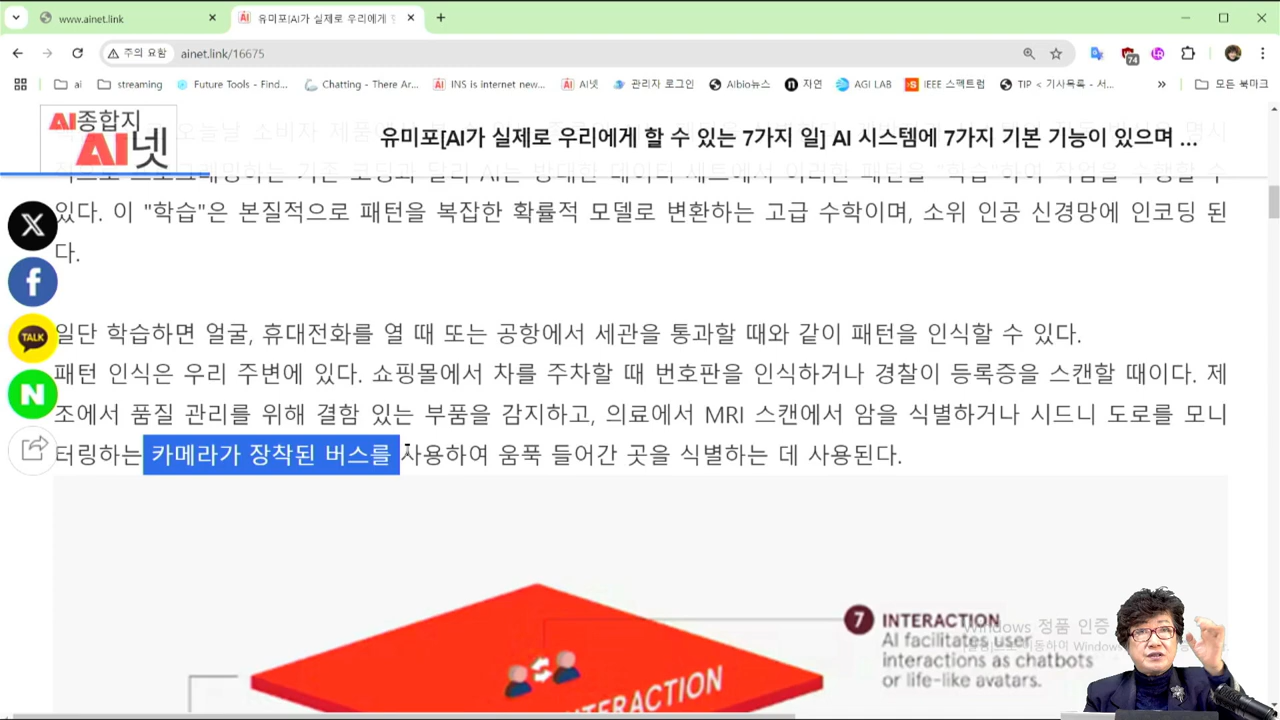 www.ainet.link
유미포[AI가 실제로 우리에게 할
주의 요함
ainet.link/16675
74
ai
streaming
Future Tools - Find...
Chatting - There Ar...
INS is internet new...
AI넷
관리자 로그인
Aibio뉴스
자연
AGI LAB
IEEE 스펙트럼
TIP < 기사목록 - 서...
»
모든 북마크
AI종합지
AI넷
유미포[AI가 실제로 우리에게 할 수 있는 7가지 일] AI 시스템에 7가지 기본 기능이 있으며 ...
오늘날 소비자 제품에서
있다. 이 "학습"은 본질적으로 패턴을 복잡한 확률적 모델로 변환하는 고급 수학이며, 소위 인공 신경망에 인코딩 된
다.
일단 학습하면 얼굴, 휴대전화를 열 때 또는 공항에서 세관을 통과할 때와 같이 패턴을 인식할 수 있다.
패턴 인식은 우리 주변에 있다. 쇼핑몰에서 차를 주차할 때 번호판을 인식하거나 경찰이 등록증을 스캔할 때이다. 제
조에서 품질 관리를 위해 결함 있는 부품을 감지하고, 의료에서 MRI 스캔에서 암을 식별하거나 시드니 도로를 모니
터링하는 카메라가 장착된 버스를 사용하여 움푹 들어간 곳을 식별하는 데 사용된다.
X
f
TALK
N
7 INTERACTION
AI facilitates user
interactions as chatbots
or life-like avatars.
INTERACTION
Windows 정품 인증